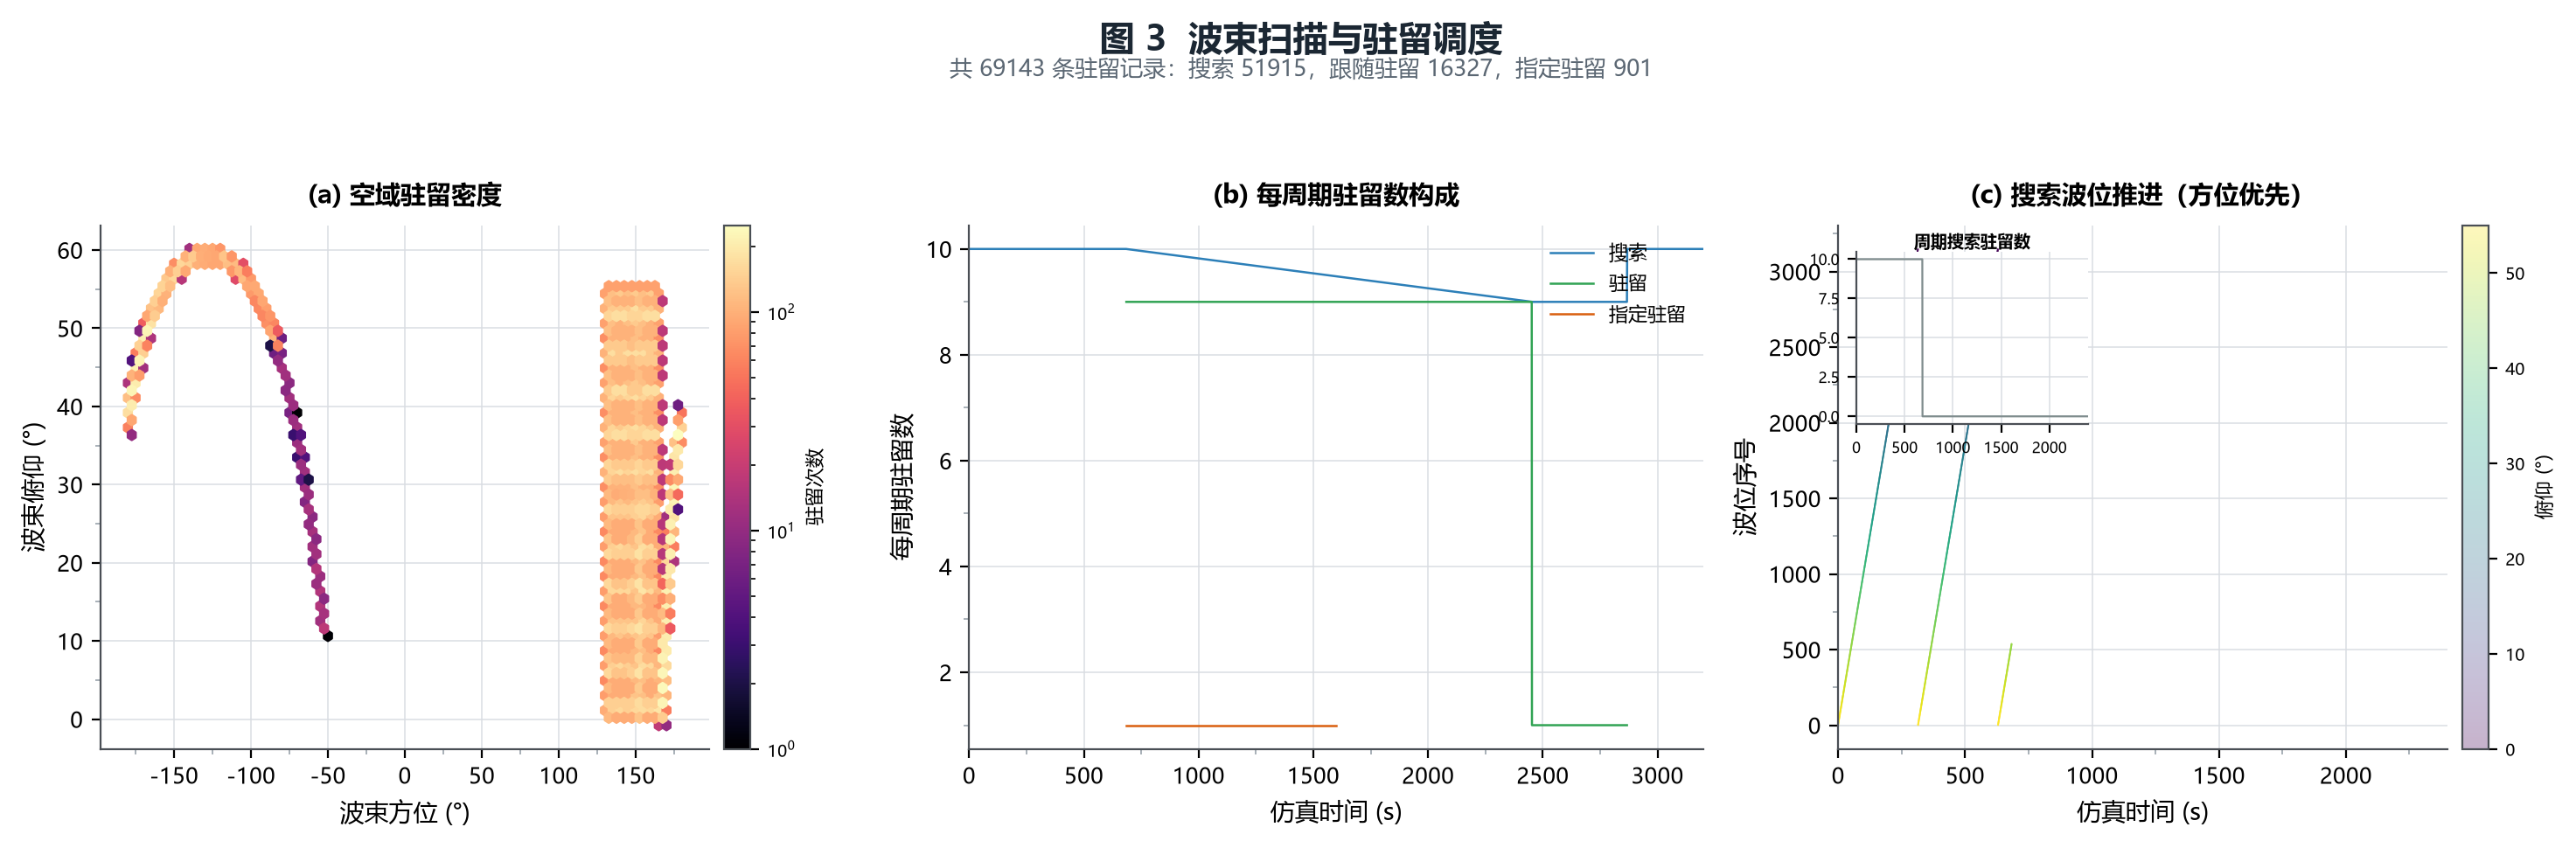 图 3 波束扫描与驻留调度
共 69143 条驻留记录：搜索 51915，跟随驻留 16327，指定驻留 901
(a) 空域驻留密度
60
50
40
30
20
10
0
波束俯仰 (°)
-150 -100 -50 0 50 100 150
波束方位 (°)
10²
10¹
10⁰
驻留次数
(b) 每周期驻留数构成
10
8
6
4
2
每周期驻留数
搜索
驻留
指定驻留
0 500 1000 1500 2000 2500 3000
仿真时间 (s)
(c) 搜索波位推进（方位优先）
周期搜索驻留数
10.0
7.5
5.0
2.5
0.0
0 500 1000 1500 2000
3000
2500
2000
1500
1000
500
0
波位序号
0 500 1000 1500 2000
仿真时间 (s)
50
40
30
20
10
0
俯仰 (°)